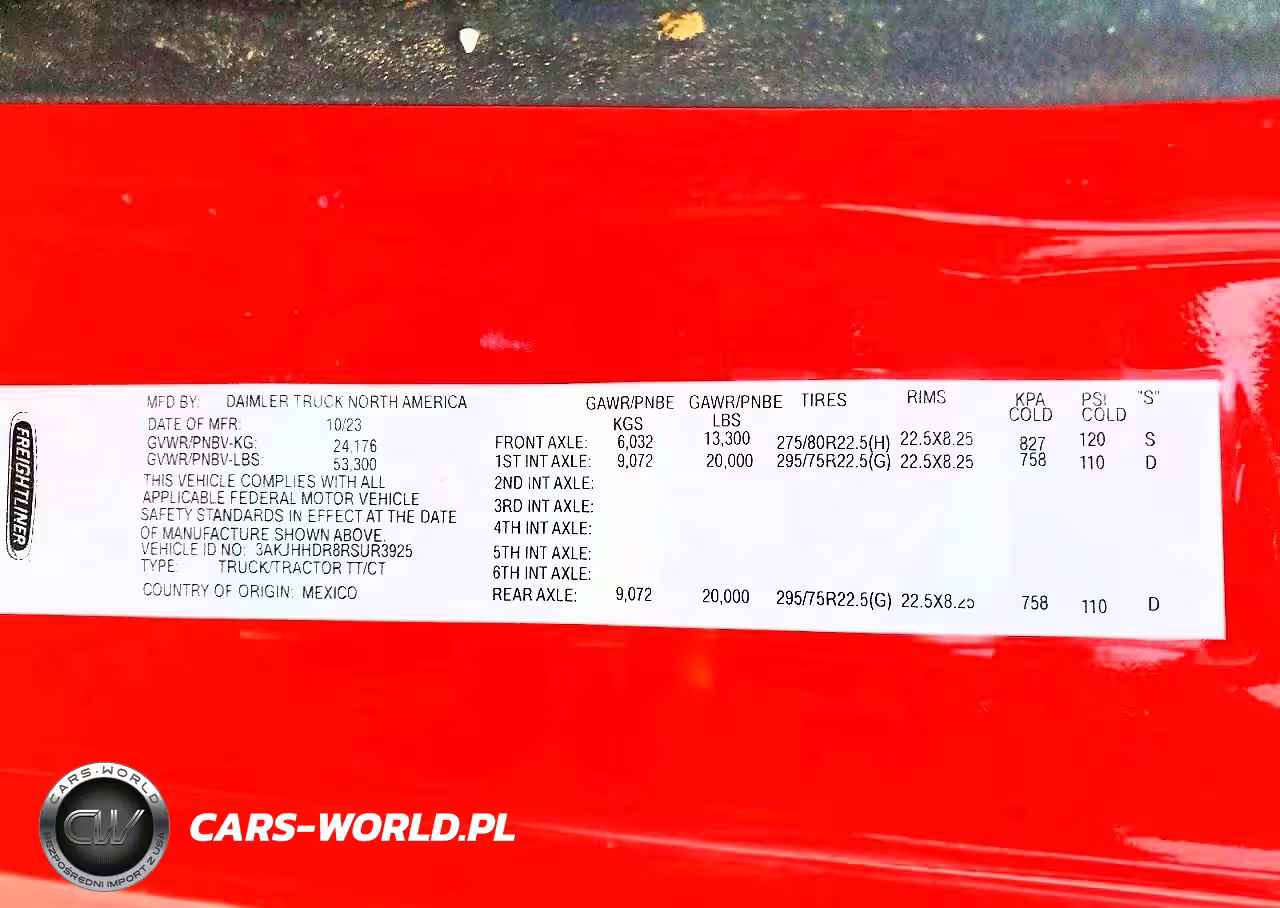 FREIGHTLINER
MFD BY: DAIMLER TRUCK NORTH AMERICA
DATE OF MFR: 10/23
GVWR/PNBV-KG: 24,176
GVWR/PNBV-LBS: 53,300
THIS VEHICLE COMPLIES WITH ALL
APPLICABLE FEDERAL MOTOR VEHICLE
SAFETY STANDARDS IN EFFECT AT THE DATE
OF MANUFACTURE SHOWN ABOVE.
VEHICLE ID NO: 3AKJHHDR8RSUR3925
TYPE: TRUCK/TRACTOR TT/CT
COUNTRY OF ORIGIN: MEXICO
GAWR/PNBE GAWR/PNBE TIRES RIMS KPA PSI "S"
KGS LBS COLD COLD
FRONT AXLE: 6,032 13,300 275/80R22.5(H) 22.5X8.25 827 120 S
1ST INT AXLE: 9,072 20,000 295/75R22.5(G) 22.5X8.25 758 110 D
2ND INT AXLE:
3RD INT AXLE:
4TH INT AXLE:
5TH INT AXLE:
6TH INT AXLE:
REAR AXLE: 9,072 20,000 295/75R22.5(G) 22.5X8.25 758 110 D
CARS-WORLD
CW
BEZPOŚREDNI IMPORT Z USA
CARS-WORLD.PL